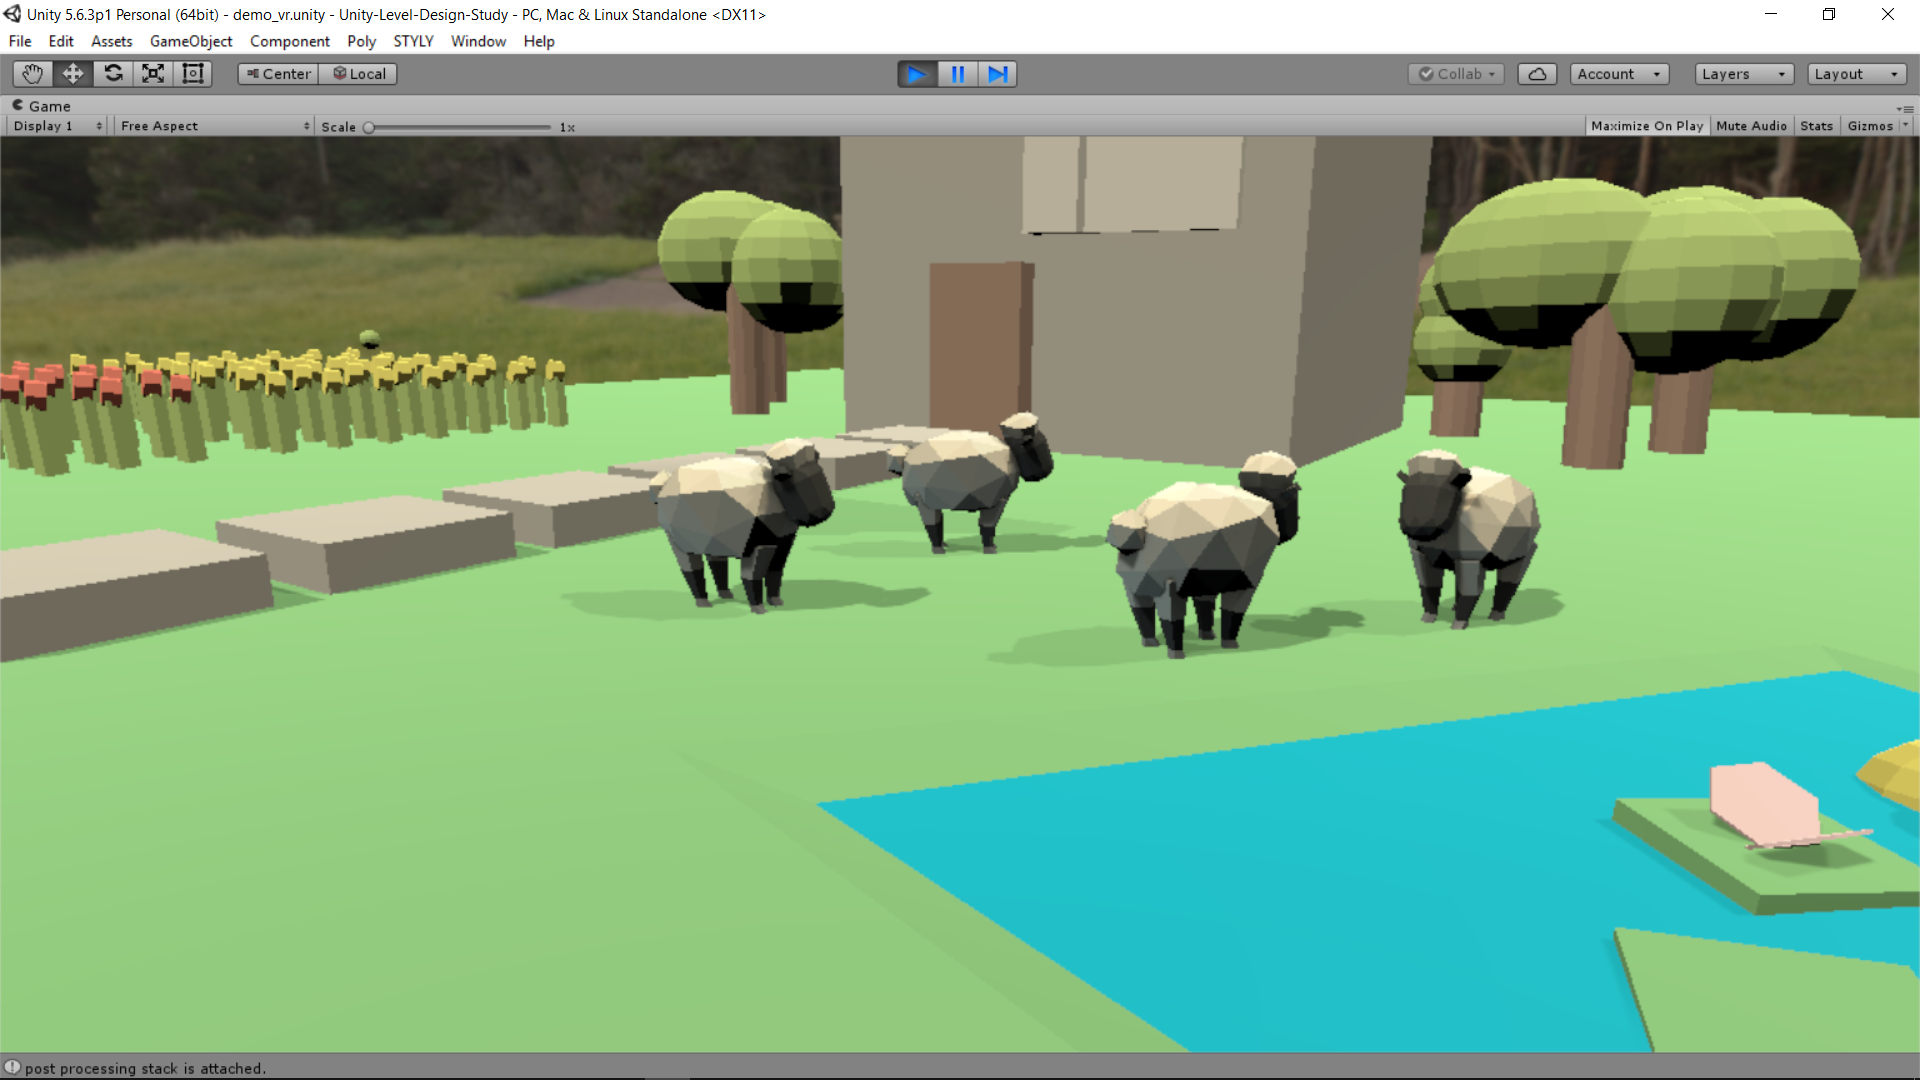 Unity 5.6.3p1 Personal (64bit) - demo_vr.unity - Unity-Level-Design-Study - PC, Mac & Linux Standalone <DX11>
File Edit Assets GameObject Component Poly STYLY Window Help
Center Local Collab Account Layers Layout
Game
Display 1 Free Aspect Scale 1x Maximize On Play Mute Audio Stats Gizmos
post processing stack is attached.